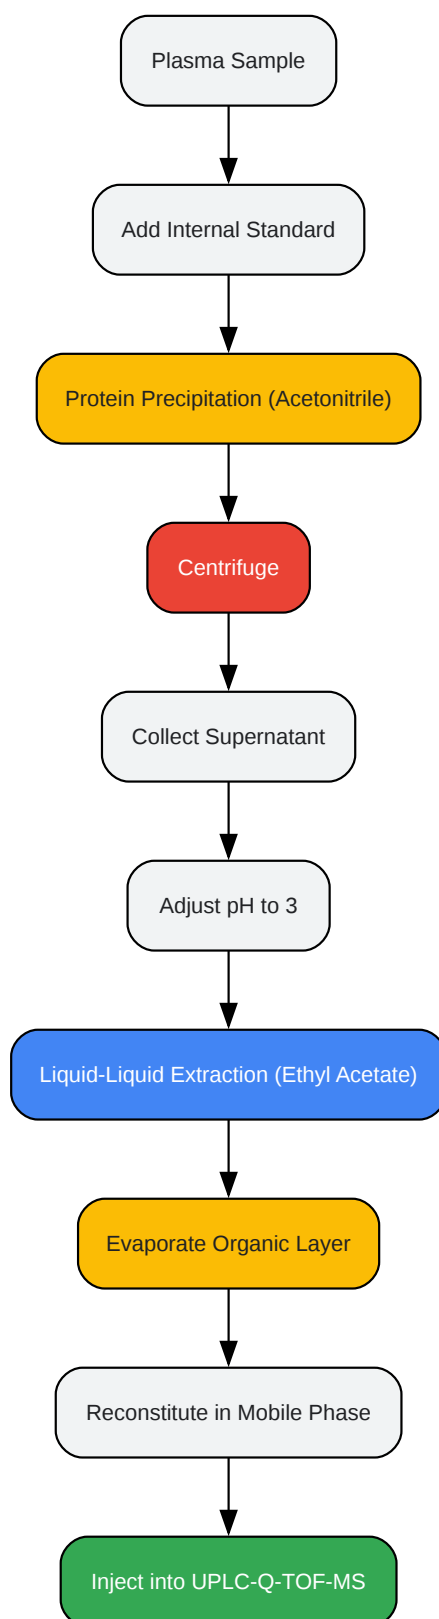 Plasma Sample
Add Internal Standard
Protein Precipitation (Acetonitrile)
Centrifuge
Collect Supernatant
Adjust pH to 3
Liquid-Liquid Extraction (Ethyl Acetate)
Evaporate Organic Layer
Reconstitute in Mobile Phase
Inject into UPLC-Q-TOF-MS